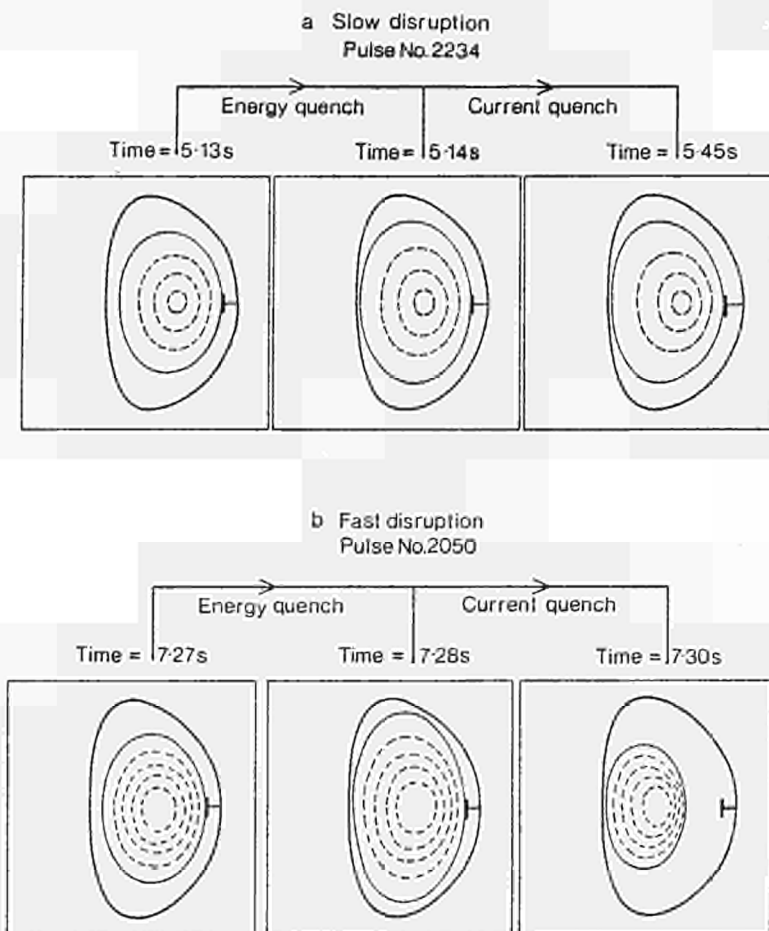 a Slow disruption
Pulse No.2234
Energy quench
Current quench
Time = 5·13s
Time = 5·14s
Time = 5·45s
b Fast disruption
Pulse No.2050
Energy quench
Current quench
Time = 7·27s
Time = 7·28s
Time = 7·30s